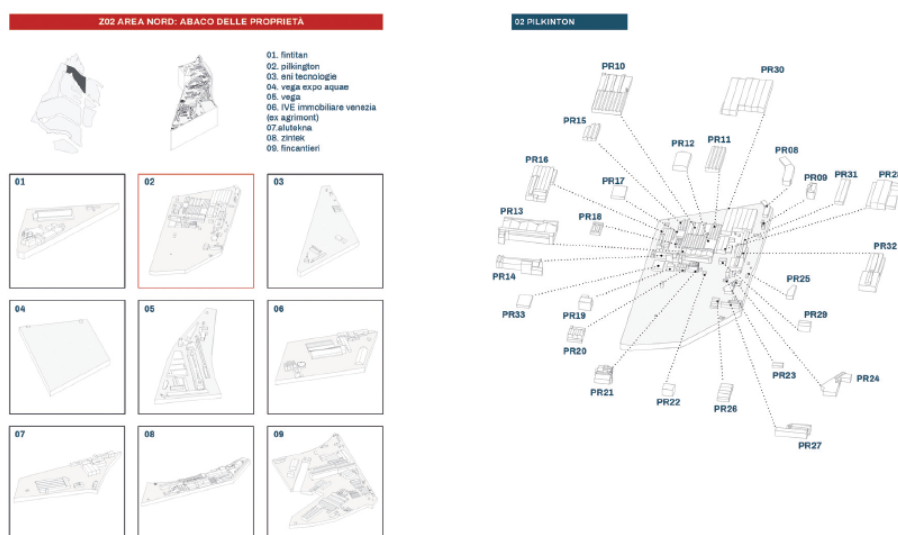 Z02 AREA NORD: ABACO DELLE PROPRIETÀ
01. fintitan
02. pilkington
03. eni tecnologie
04. vega expo aquae
05. vega
06. IVE immobiliare venezia
(ex agrimont)
07.alutekna
08. zintek
09. fincantieri
01
02
03
04
05
06
07
08
09
02 PILKINTON
PR10
PR30
PR15
PR12
PR11
PR08
PR16
PR17
PR09
PR31
PR28
PR13
PR18
PR32
PR14
PR25
PR33
PR19
PR29
PR20
PR23
PR24
PR21
PR22
PR26
PR27